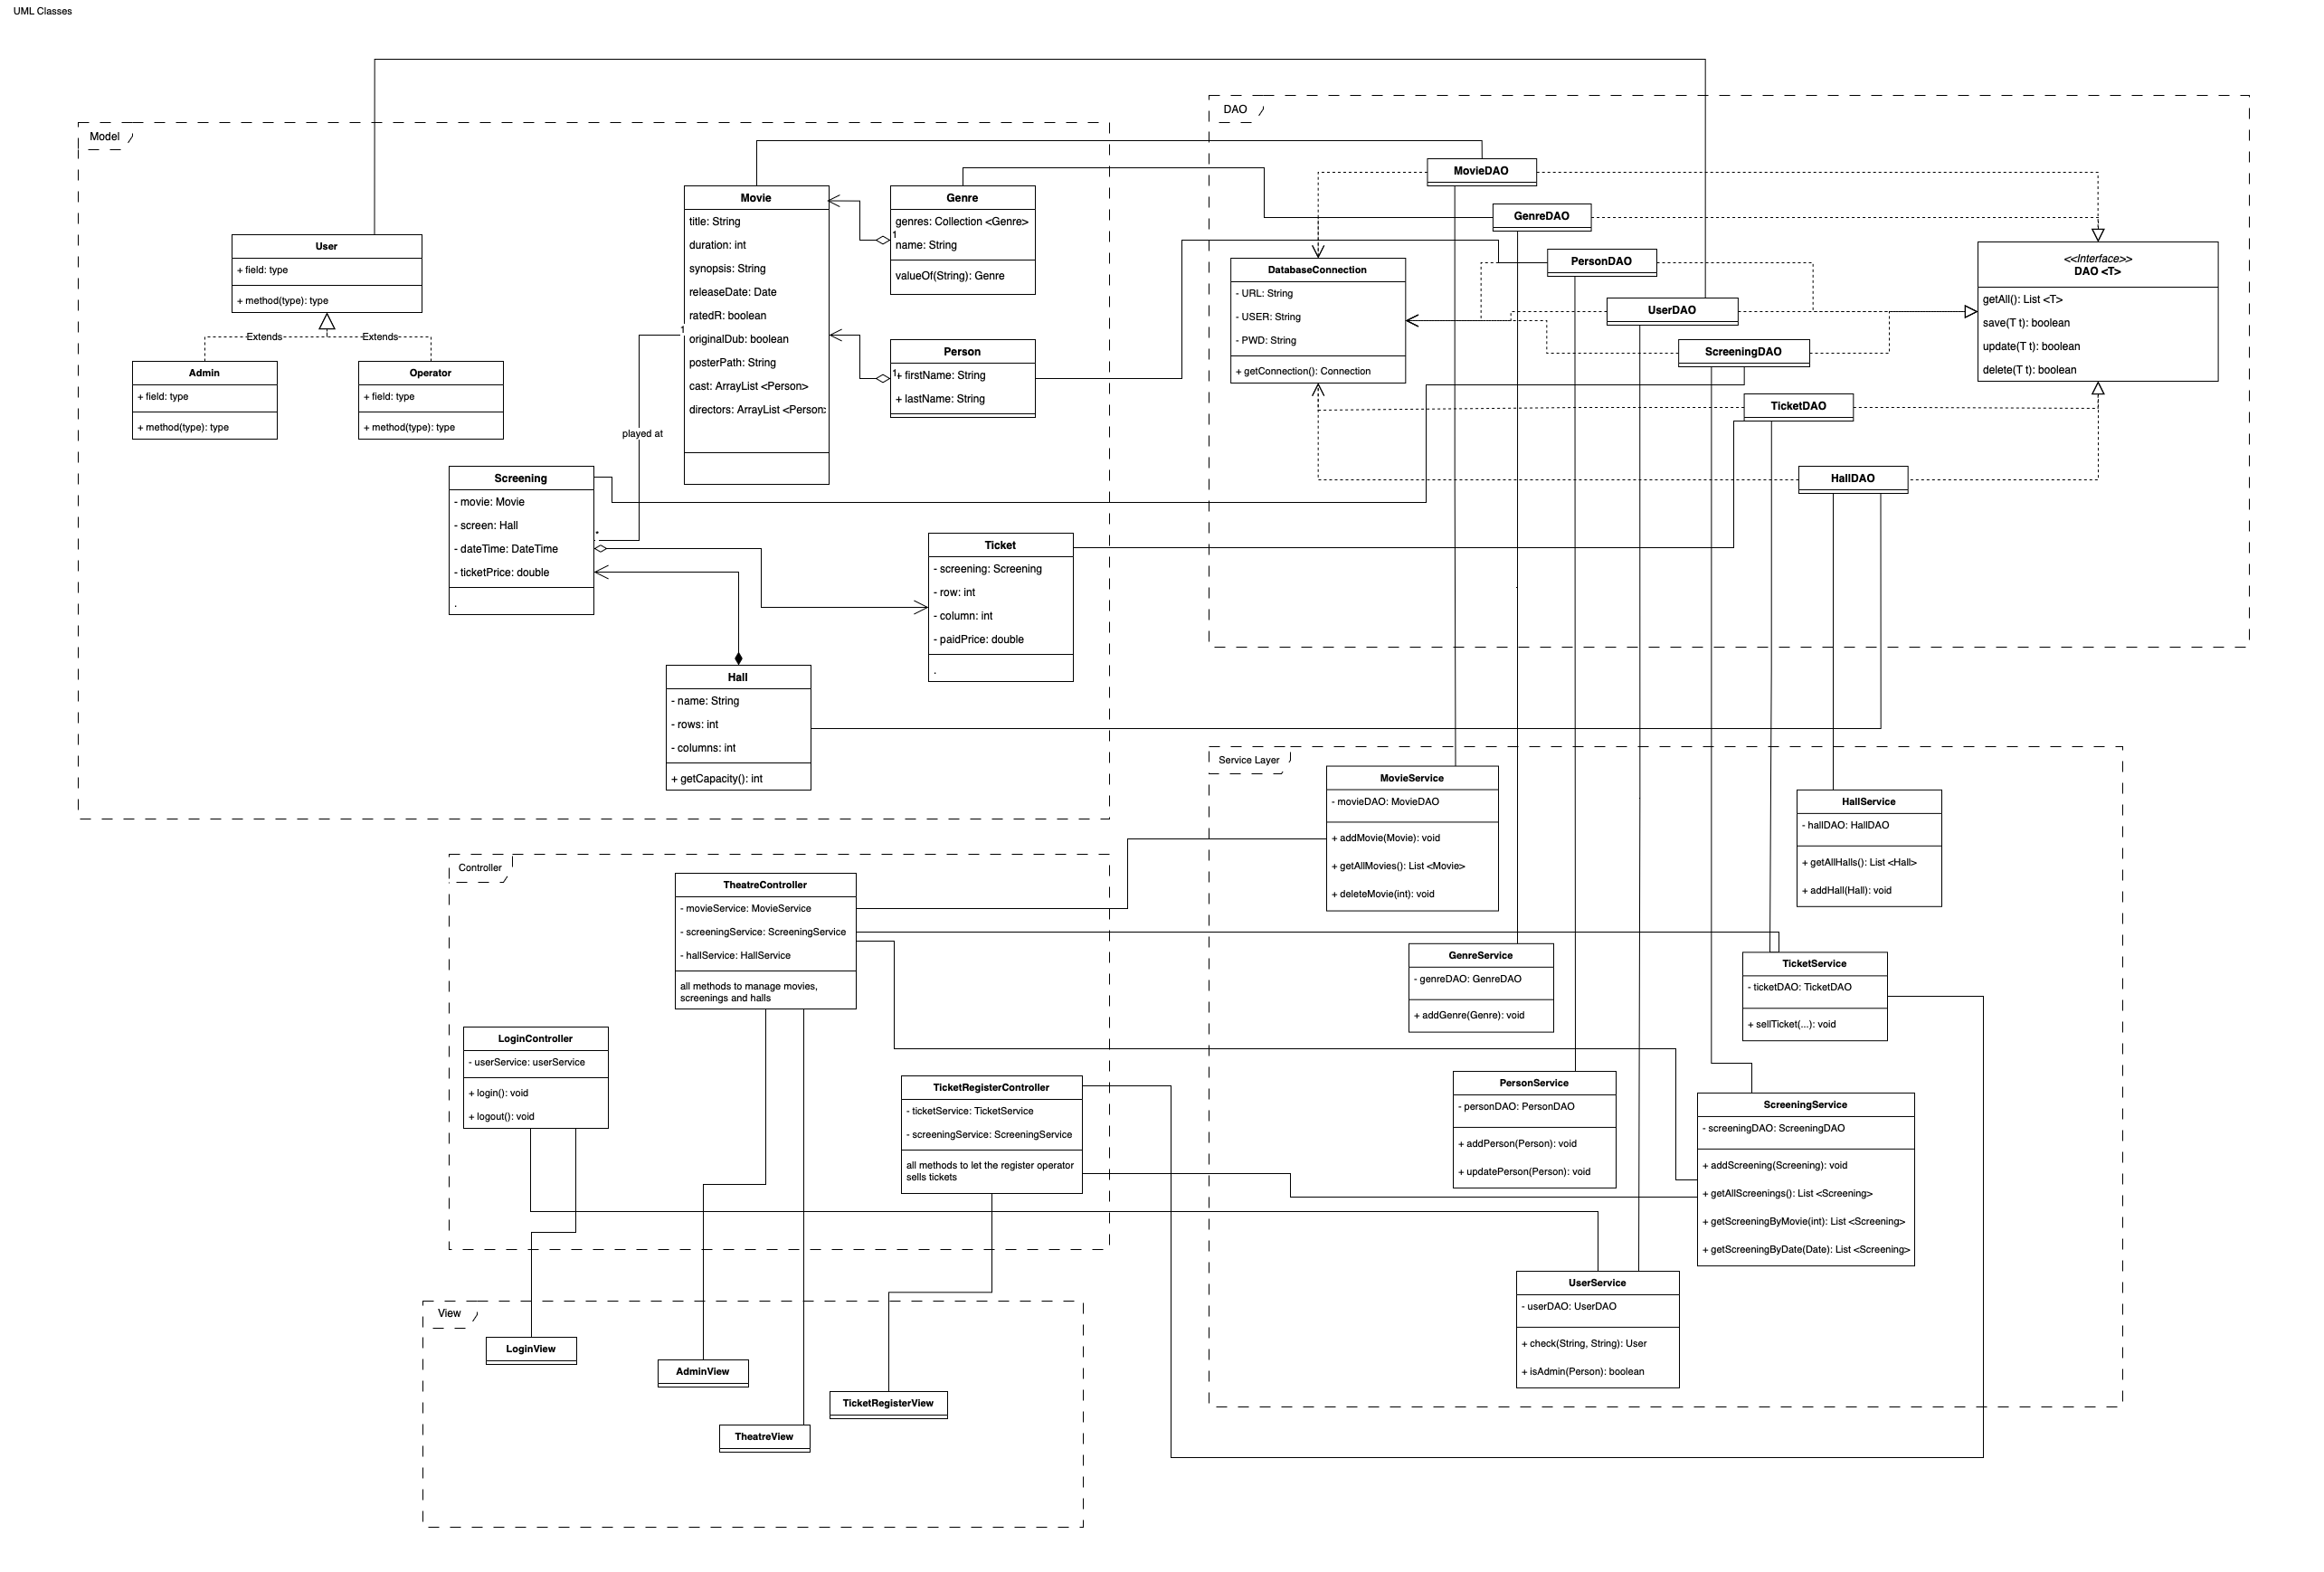 UML Classes
Model
User
+ field: type
+ method(type): type
Extends
Extends
Admin
+ field: type
+ method(type): type
Operator
+ field: type
+ method(type): type
Movie
title: String
duration: int
synopsis: String
releaseDate: Date
ratedR: boolean
originalDub: boolean
posterPath: String
cast: ArrayList <Person>
directors: ArrayList <Person:
Genre
genres: Collection <Genre>
1
name: String
valueOf(String): Genre
Person
1
+ firstName: String
+ lastName: String
1
played at
*
Screening
- movie: Movie
- screen: Hall
- dateTime: DateTime
- ticketPrice: double
.
Ticket
- screening: Screening
- row: int
- column: int
- paidPrice: double
.
Hall
- name: String
- rows: int
- columns: int
+ getCapacity(): int
DAO
MovieDAO
GenreDAO
PersonDAO
UserDAO
ScreeningDAO
TicketDAO
HallDAO
DatabaseConnection
- URL: String
- USER: String
- PWD: String
+ getConnection(): Connection
<<Interface>>
DAO <T>
getAll(): List <T>
save(T t): boolean
update(T t): boolean
delete(T t): boolean
Service Layer
MovieService
- movieDAO: MovieDAO
+ addMovie(Movie): void
+ getAllMovies(): List <Movie>
+ deleteMovie(int): void
HallService
- hallDAO: HallDAO
+ getAllHalls(): List <Hall>
+ addHall(Hall): void
GenreService
- genreDAO: GenreDAO
+ addGenre(Genre): void
TicketService
- ticketDAO: TicketDAO
+ sellTicket(...): void
PersonService
- personDAO: PersonDAO
+ addPerson(Person): void
+ updatePerson(Person): void
ScreeningService
- screeningDAO: ScreeningDAO
+ addScreening(Screening): void
+ getAllScreenings(): List <Screening>
+ getScreeningByMovie(int): List <Screening>
+ getScreeningByDate(Date): List <Screening>
UserService
- userDAO: UserDAO
+ check(String, String): User
+ isAdmin(Person): boolean
Controller
TheatreController
- movieService: MovieService
- screeningService: ScreeningService
- hallService: HallService
all methods to manage movies,
screenings and halls
LoginController
- userService: userService
+ login(): void
+ logout(): void
TicketRegisterController
- ticketService: TicketService
- screeningService: ScreeningService
all methods to let the register operator
sells tickets
View
LoginView
AdminView
TicketRegisterView
TheatreView